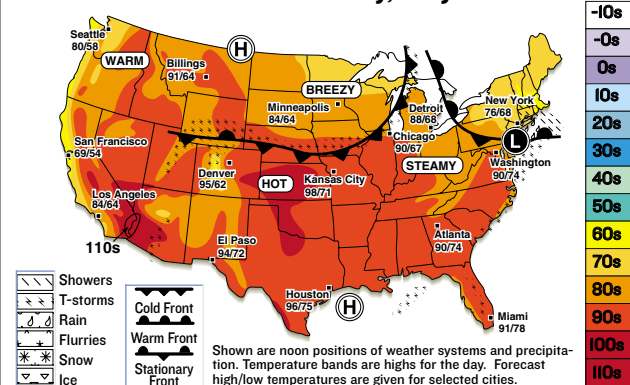 Seattle
80/58
WARM
Billings
91/64
H
BREEZY
Minneapolis
84/64
Detroit
88/68
New York
76/68
Chicago
90/67
L
Washington
90/74
STEAMY
San Francisco
69/54
Denver
95/62
HOT
Kansas City
98/71
Los Angeles
84/64
110s
El Paso
94/72
Atlanta
90/74
Houston
96/75
H
Miami
91/78
Showers
T-storms
Rain
Flurries
Snow
Ice
Cold Front
Warm Front
Stationary
Front
Shown are noon positions of weather systems and precipita-
tion. Temperature bands are highs for the day. Forecast
high/low temperatures are given for selected cities.
-10s
-0s
0s
10s
20s
30s
40s
50s
60s
70s
80s
90s
100s
110s